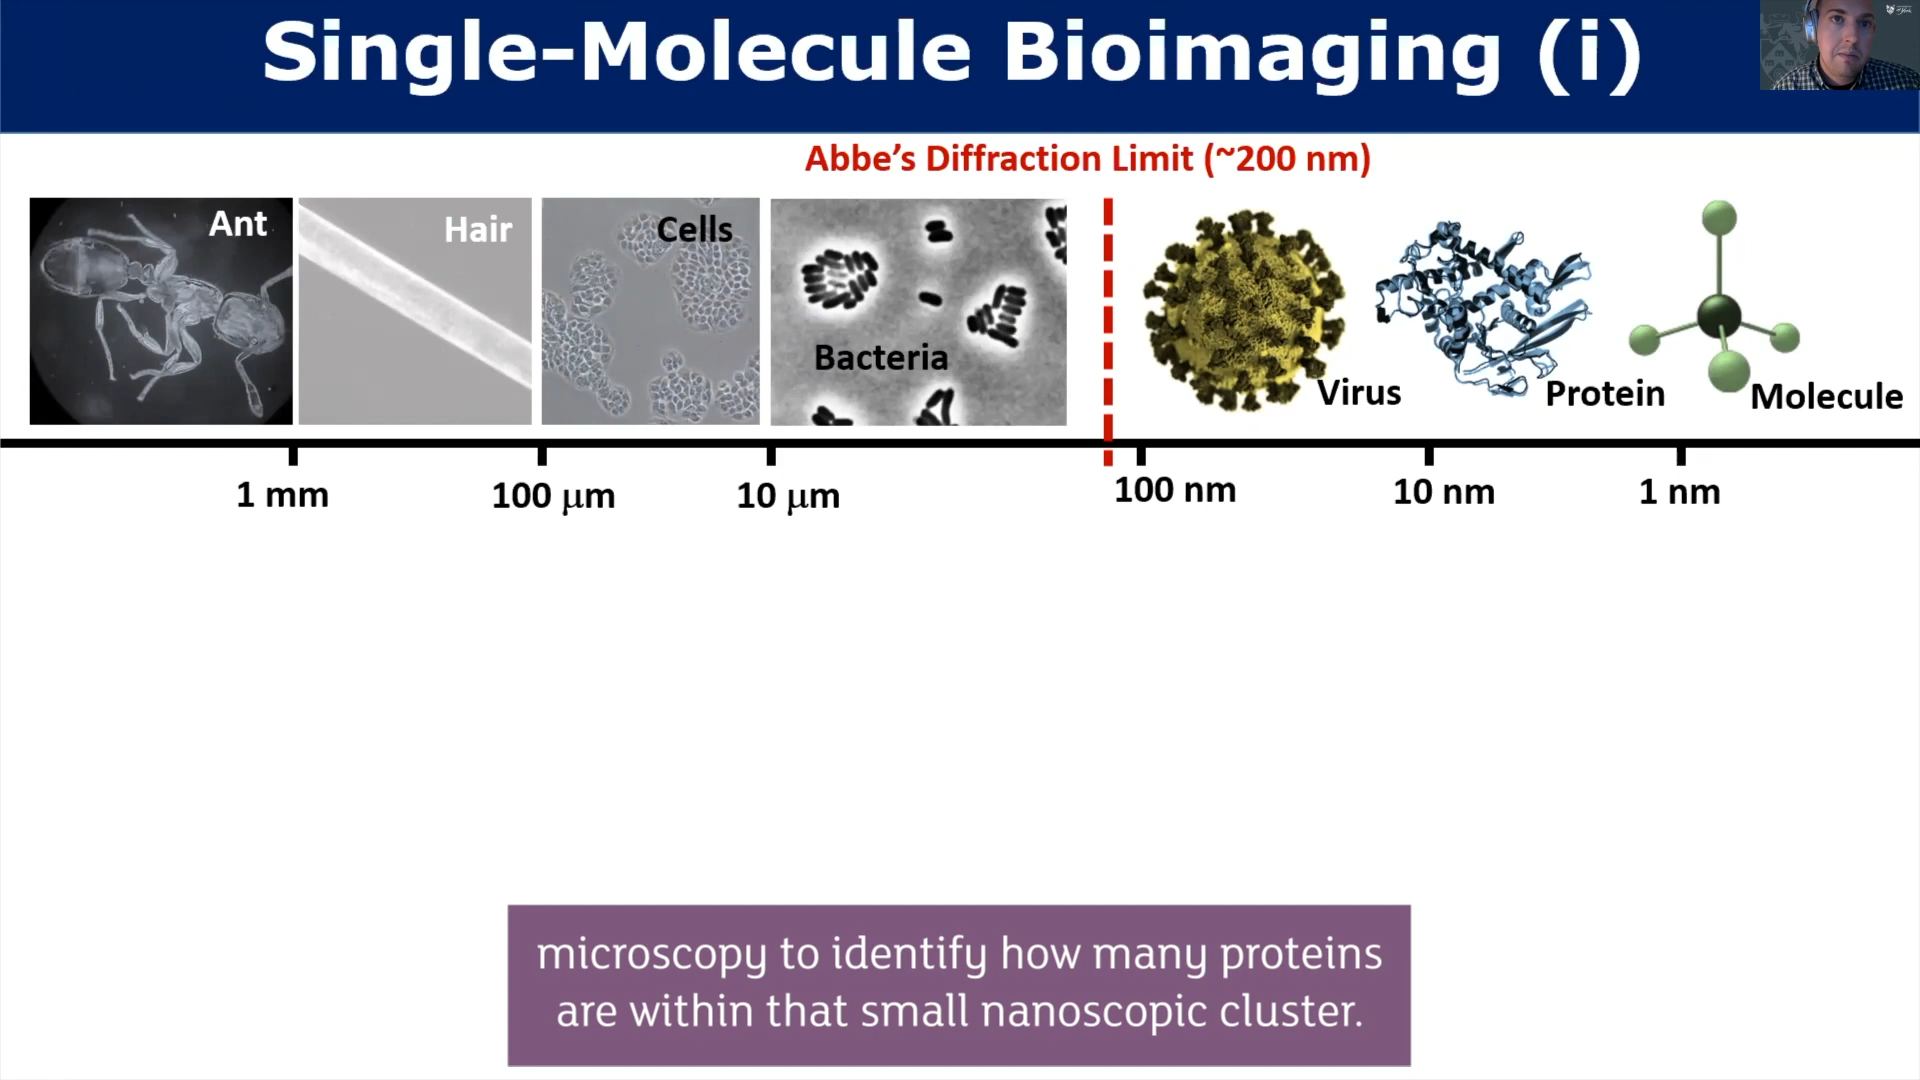 Single-Molecule Bioimaging (i)
Abbe’s Diffraction Limit (~200 nm)
Ant
Hair
Cells
Bacteria
Virus
Protein
Molecule
1 mm
100 μm
10 μm
100 nm
10 nm
1 nm
microscopy to identify how many proteins
are within that small nanoscopic cluster.